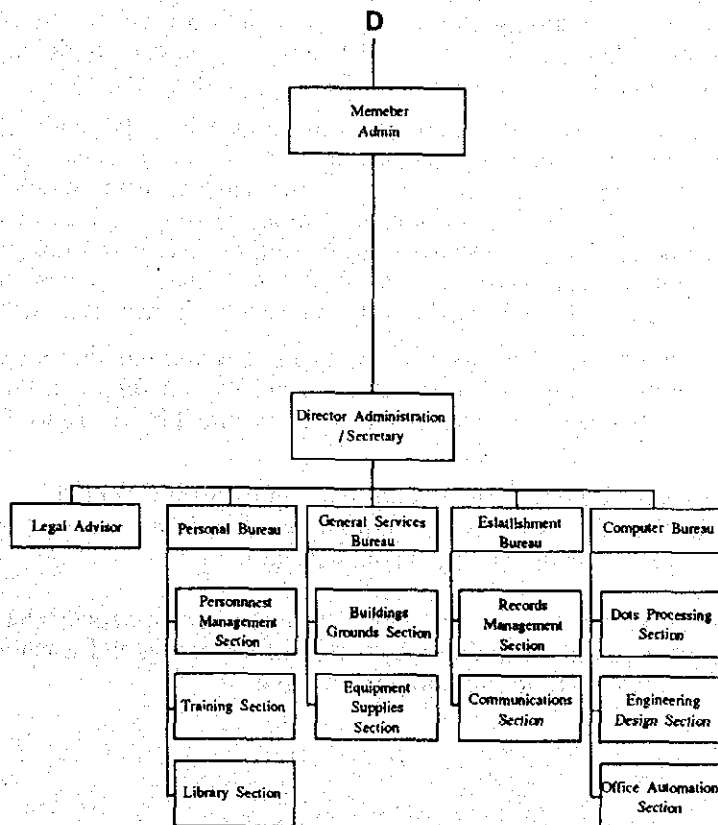 D
Memeber
Admin
Director Administration
/ Secretary
Legal Advisor
Personal Bureau
General Services
Bureau
Eslatllshment
Bureau
Computer Bureau
Personnnest
Management
Section
Buildings
Grounds Section
Records
Management
Section
Dots Processing
Section
Training Section
Equipment
Supplies
Section
Communications
Section
Engineering
Design Section
Library Section
Office Automation
Section